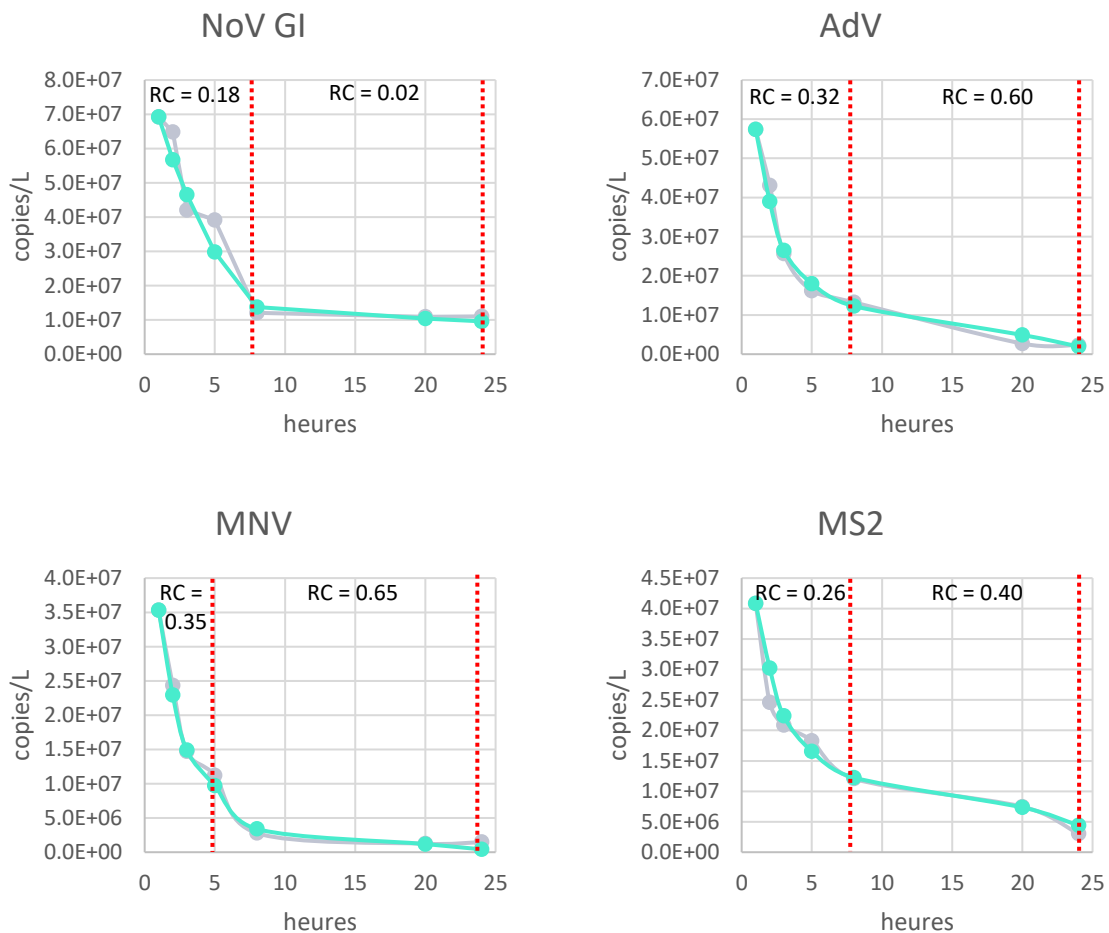 NoV GI
8.0E+07
7.0E+07
6.0E+07
5.0E+07
4.0E+07
3.0E+07
2.0E+07
1.0E+07
0.0E+00
copies/L
RC = 0.18
RC = 0.02
0 5 10 15 20 25
heures
AdV
7.0E+07
6.0E+07
5.0E+07
4.0E+07
3.0E+07
2.0E+07
1.0E+07
0.0E+00
copies/L
RC = 0.32
RC = 0.60
0 5 10 15 20 25
heures
MNV
4.0E+07
3.5E+07
3.0E+07
2.5E+07
2.0E+07
1.5E+07
1.0E+07
5.0E+06
0.0E+00
copies/L
RC =
0.35
RC = 0.65
0 5 10 15 20 25
heures
MS2
4.5E+07
4.0E+07
3.5E+07
3.0E+07
2.5E+07
2.0E+07
1.5E+07
1.0E+07
5.0E+06
0.0E+00
copies/L
RC = 0.26
RC = 0.40
0 5 10 15 20 25
heures